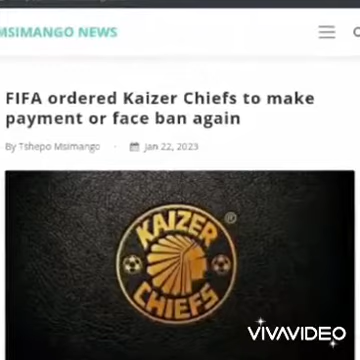 MSIMANGO NEWS
FIFA ordered Kaizer Chiefs to make
payment or face ban again
By Tshepo Msimango · Jan 22, 2023
KAIZER
CHIEFS
®
VIVAVIDEO